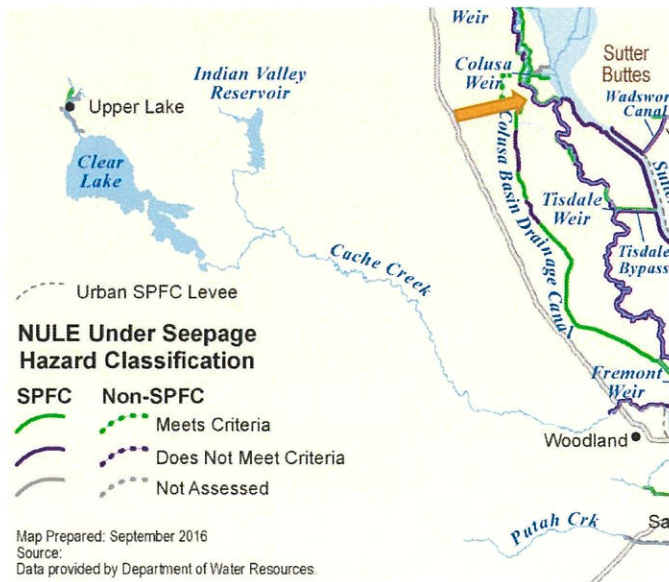 Weir
Colusa
Weir
Sutter
Buttes
Wadswor
Canal
Indian Valley
Reservoir
Upper Lake
Clear
Lake
Colusa Basin Drainage Canal
Tisdale
Weir
Tisdale
Bypass
Cache Creek
Urban SPFC Levee
NULE Under Seepage
Hazard Classification
SPFC Non-SPFC
Meets Criteria
Does Not Meet Criteria
Not Assessed
Fremont
Weir
Woodland
Putah Crk
Sa
Map Prepared: September 2016
Source:
Data provided by Department of Water Resources.